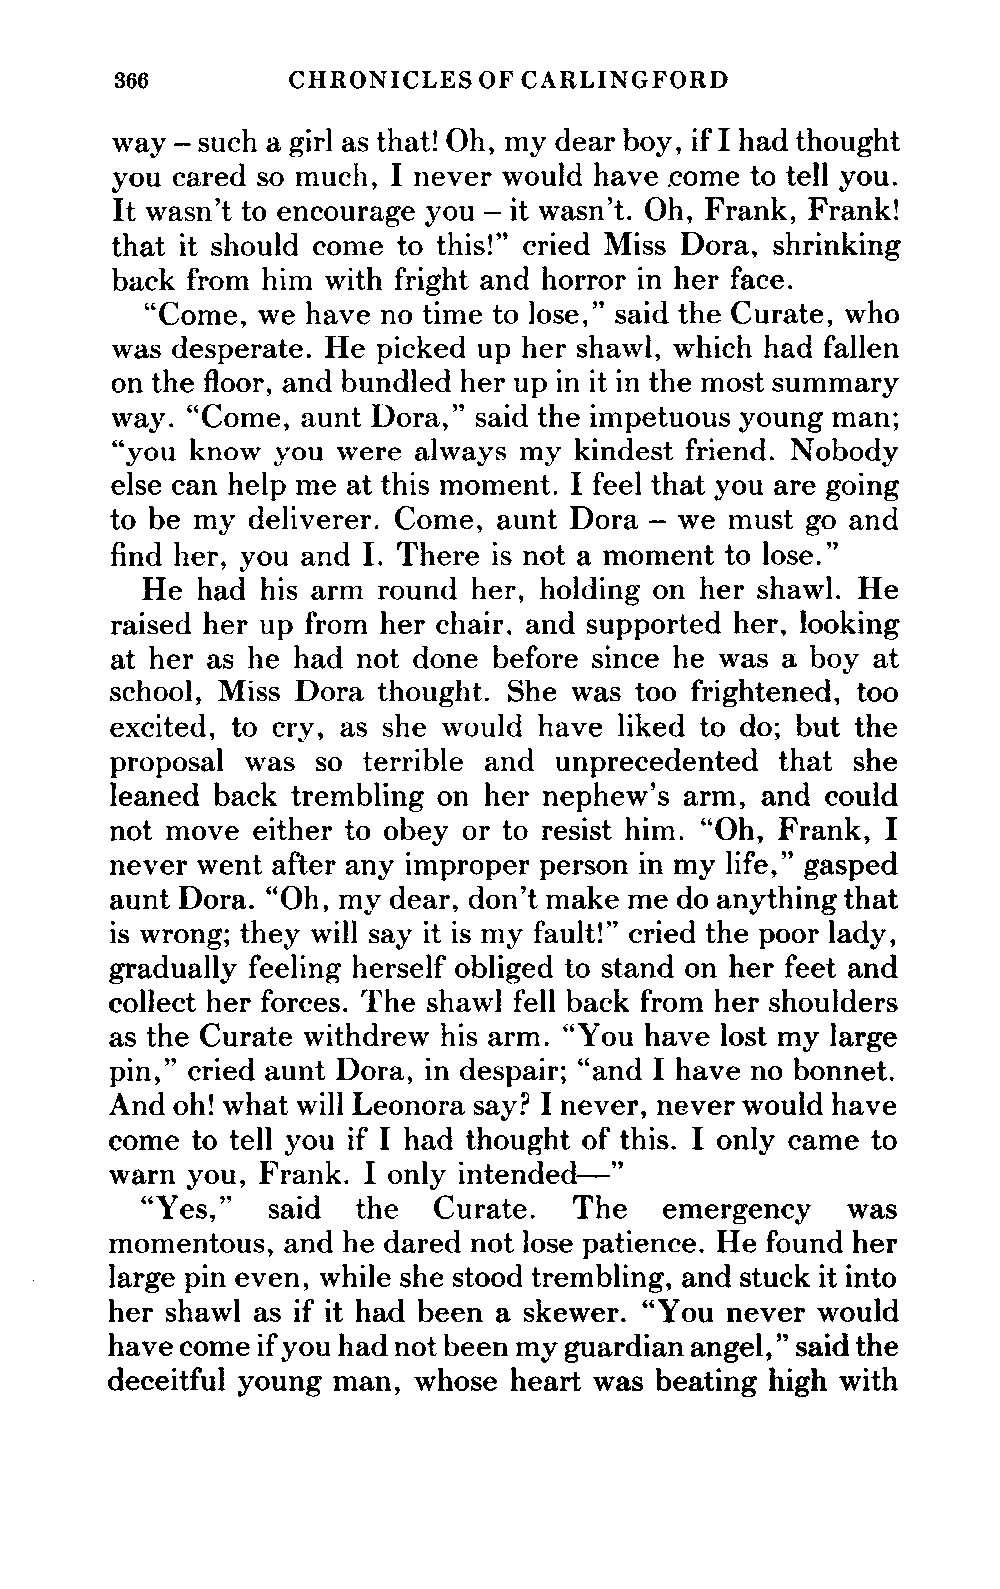 366 CHRONICLES OF CARLINGFORD
way – such a girl as that! Oh, my dear boy, if I had thought
you cared so much, I never would have come to tell you.
It wasn't to encourage you – it wasn't. Oh, Frank, Frank!
that it should come to this!” cried Miss Dora, shrinking
back from him with fright and horror in her face.
“Come, we have no time to lose,” said the Curate, who
was desperate. He picked up her shawl, which had fallen
on the floor, and bundled her up in it in the most summary
way. “Come, aunt Dora,” said the impetuous young man;
“you know you were always my kindest friend. Nobody
else can help me at this moment. I feel that you are going
to be my deliverer. Come, aunt Dora – we must go and
find her, you and I. There is not a moment to lose.”
He had his arm round her, holding on her shawl. He
raised her up from her chair, and supported her, looking
at her as he had not done before since he was a boy at
school, Miss Dora thought. She was too frightened, too
excited, to cry, as she would have liked to do; but the
proposal was so terrible and unprecedented that she
leaned back trembling on her nephew's arm, and could
not move either to obey or to resist him. “Oh, Frank, I
never went after any improper person in my life,” gasped
aunt Dora. “Oh, my dear, don't make me do anything that
is wrong; they will say it is my fault!” cried the poor lady,
gradually feeling herself obliged to stand on her feet and
collect her forces. The shawl fell back from her shoulders
as the Curate withdrew his arm. “You have lost my large
pin,” cried aunt Dora, in despair; “and I have no bonnet.
And oh! what will Leonora say? I never, never would have
come to tell you if I had thought of this. I only came to
warn you, Frank. I only intended—”
“Yes,” said the Curate. The emergency was
momentous, and he dared not lose patience. He found her
large pin even, while she stood trembling, and stuck it into
her shawl as if it had been a skewer. “You never would
have come if you had not been my guardian angel,” said the
deceitful young man, whose heart was beating high with